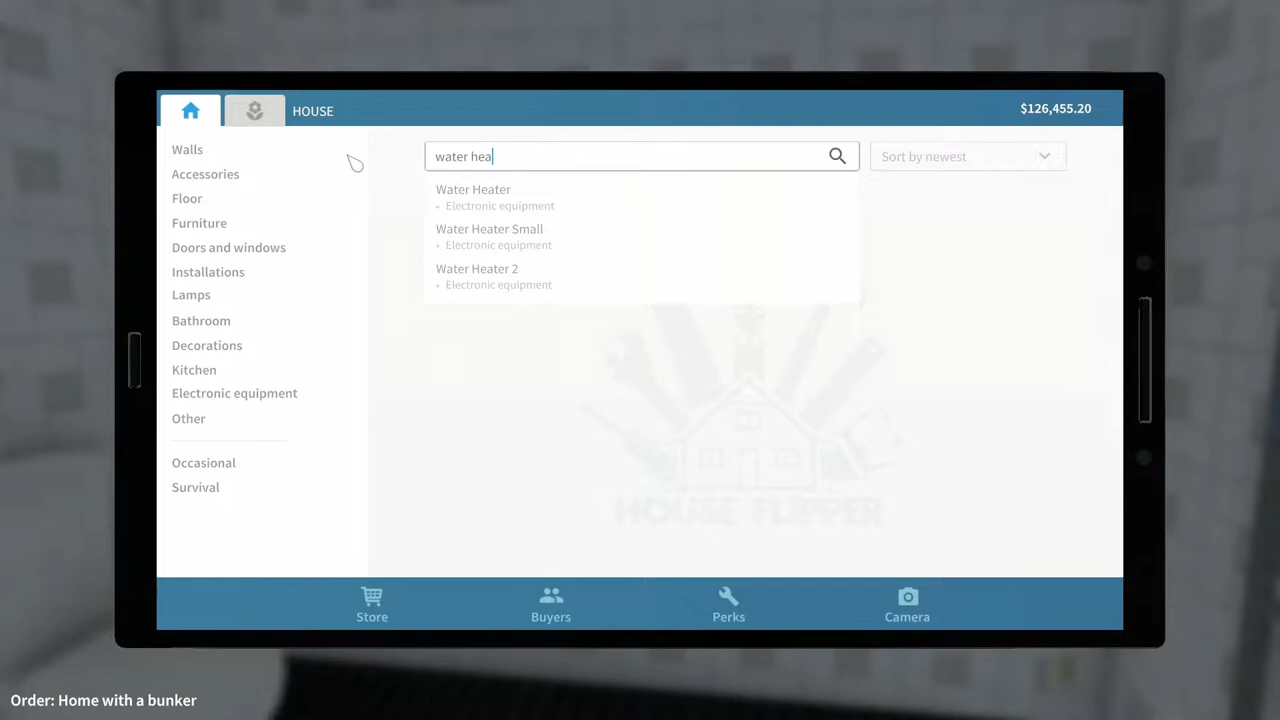 HOUSE
$126,455.20
Walls
Accessories
Floor
Furniture
Doors and windows
Installations
Lamps
Bathroom
Decorations
Kitchen
Electronic equipment
Other
Occasional
Survival
water hea
Sort by newest
Water Heater
Electronic equipment
Water Heater Small
Electronic equipment
Water Heater 2
Electronic equipment
HOUSE FLIPPER
Store
Buyers
Perks
Camera
Order: Home with a bunker